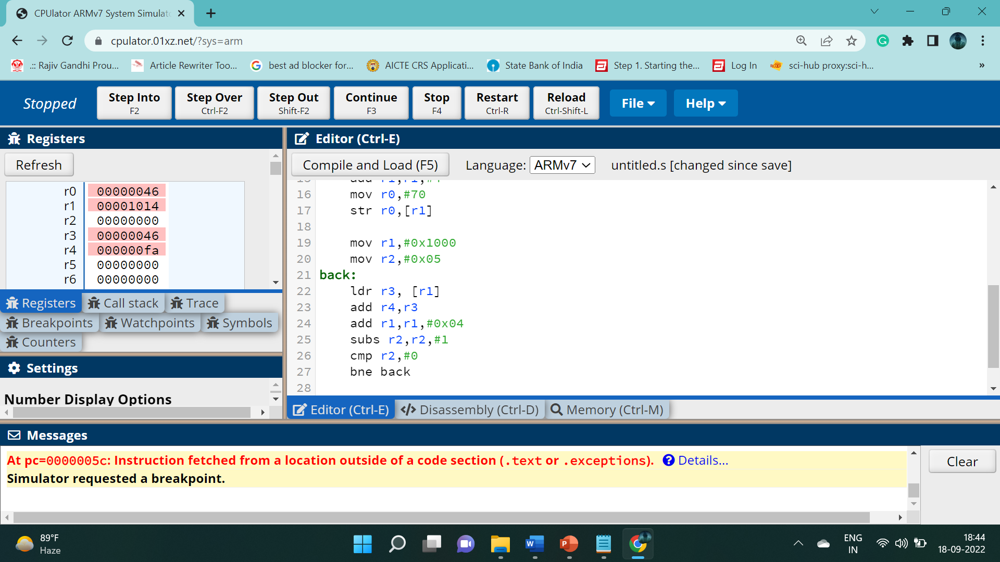 CPUlator ARMv7 System Simulat
cpulator.01xz.net/?sys=arm
.:: Rajiv Gandhi Prou...
Article Rewriter Too...
best ad blocker for...
AICTE CRS Applicati...
State Bank of India
Step 1. Starting the...
Log In
sci-hub proxy:sci-h...
»
Stopped
Step Into
F2
Step Over
Ctrl-F2
Step Out
Shift-F2
Continue
F3
Stop
F4
Restart
Ctrl-R
Reload
Ctrl-Shift-L
File
Help
Registers
Refresh
r0 00000046
r1 00001014
r2 00000000
r3 00000046
r4 000000fa
r5 00000000
r6 00000000
Registers
Call stack
Trace
Breakpoints
Watchpoints
Symbols
Counters
Settings
Number Display Options
Editor (Ctrl-E)
Compile and Load (F5)
Language: ARMv7
untitled.s [changed since save]
16 mov r0,#70
17 str r0,[r1]
18
19 mov r1,#0x1000
20 mov r2,#0x05
21 back:
22 ldr r3, [r1]
23 add r4,r3
24 add r1,r1,#0x04
25 subs r2,r2,#1
26 cmp r2,#0
27 bne back
28
Editor (Ctrl-E)
Disassembly (Ctrl-D)
Memory (Ctrl-M)
Messages
At pc=0000005c: Instruction fetched from a location outside of a code section (.text or .exceptions). Details...
Simulator requested a breakpoint.
Clear
89°F
Haze
ENG
IN
18:44
18-09-2022